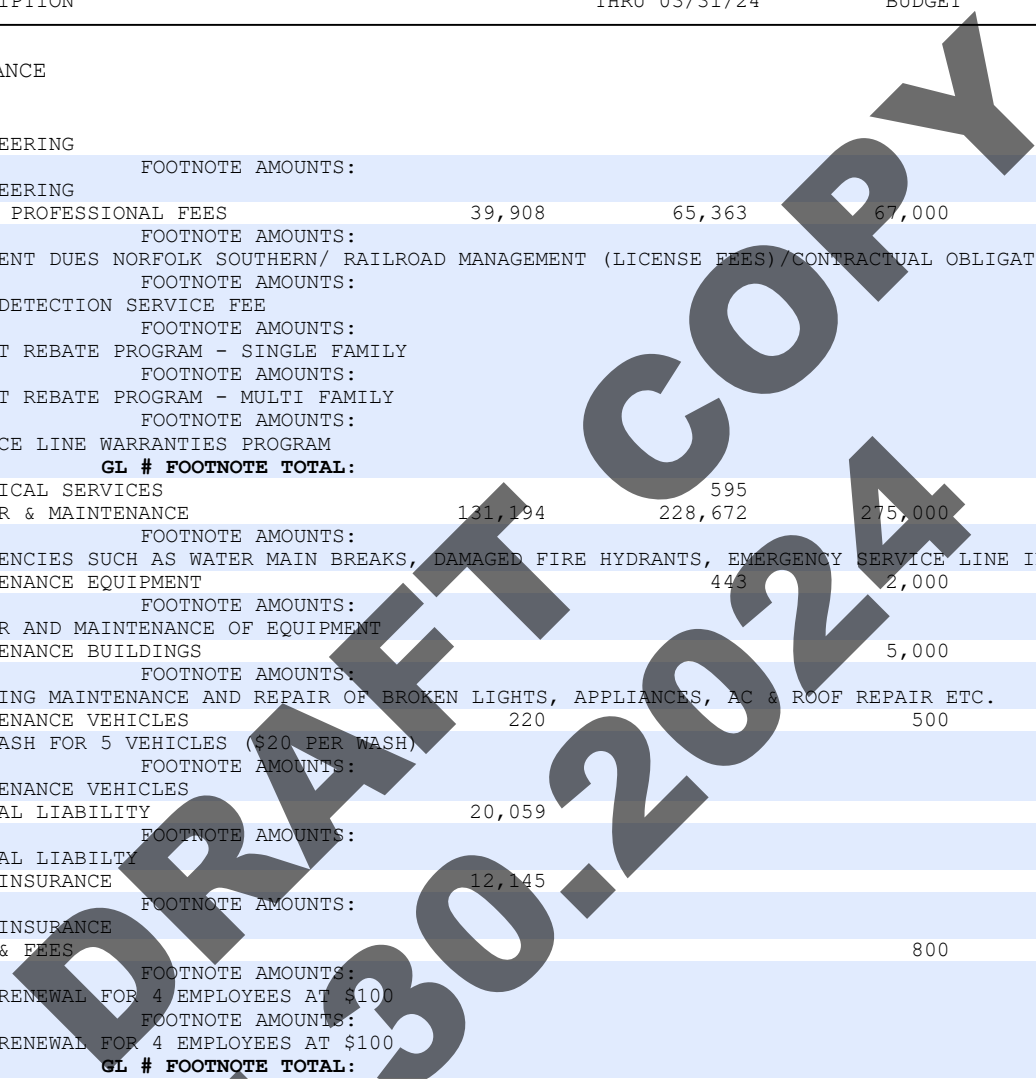 THRU 03/31/24 BUDGET
ANCE
EERING
FOOTNOTE AMOUNTS:
EERING
PROFESSIONAL FEES 39,908 65,363 67,000
FOOTNOTE AMOUNTS:
ENT DUES NORFOLK SOUTHERN/ RAILROAD MANAGEMENT (LICENSE FEES)/CONTRACTUAL OBLIGAT
FOOTNOTE AMOUNTS:
DETECTION SERVICE FEE
FOOTNOTE AMOUNTS:
T REBATE PROGRAM - SINGLE FAMILY
FOOTNOTE AMOUNTS:
T REBATE PROGRAM - MULTI FAMILY
FOOTNOTE AMOUNTS:
CE LINE WARRANTIES PROGRAM
GL # FOOTNOTE TOTAL:
ICAL SERVICES 595
R & MAINTENANCE 131,194 228,672 275,000
FOOTNOTE AMOUNTS:
ENCIES SUCH AS WATER MAIN BREAKS, DAMAGED FIRE HYDRANTS, EMERGENCY SERVICE LINE I
ENANCE EQUIPMENT 443 2,000
FOOTNOTE AMOUNTS:
R AND MAINTENANCE OF EQUIPMENT
ENANCE BUILDINGS 5,000
FOOTNOTE AMOUNTS:
ING MAINTENANCE AND REPAIR OF BROKEN LIGHTS, APPLIANCES, AC & ROOF REPAIR ETC.
ENANCE VEHICLES 220 500
ASH FOR 5 VEHICLES ($20 PER WASH)
FOOTNOTE AMOUNTS:
ENANCE VEHICLES
AL LIABILITY 20,059
FOOTNOTE AMOUNTS:
AL LIABILTY
INSURANCE 12,145
FOOTNOTE AMOUNTS:
INSURANCE
& FEES 800
FOOTNOTE AMOUNTS:
RENEWAL FOR 4 EMPLOYEES AT $100
FOOTNOTE AMOUNTS:
RENEWAL FOR 4 EMPLOYEES AT $100
GL # FOOTNOTE TOTAL:
DRAFT COPY
30.2024